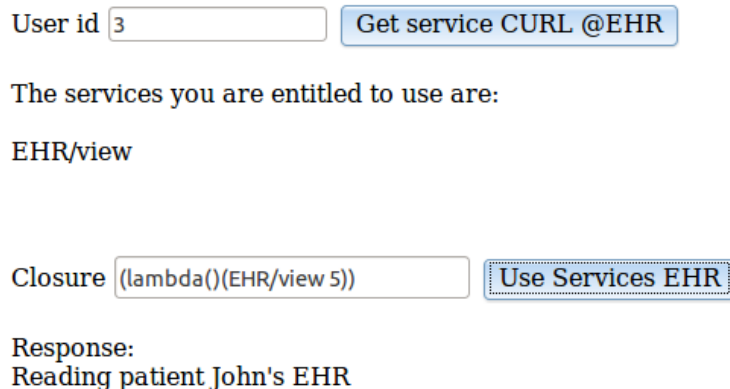 User id 3 Get service CURL @EHR
The services you are entitled to use are:
EHR/view
Closure (lambda()(EHR/view 5)) Use Services EHR
Response:
Reading patient John's EHR